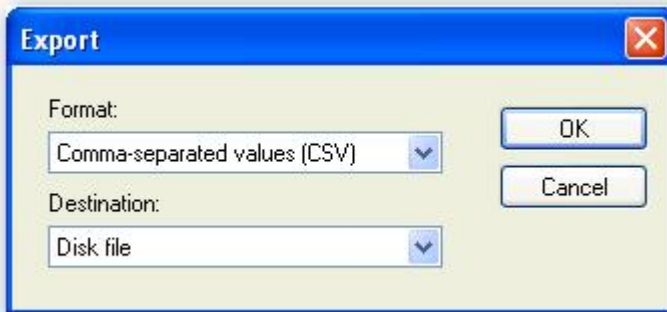 Export
Format:
Comma-separated values (CSV)
OK
Cancel
Destination:
Disk file